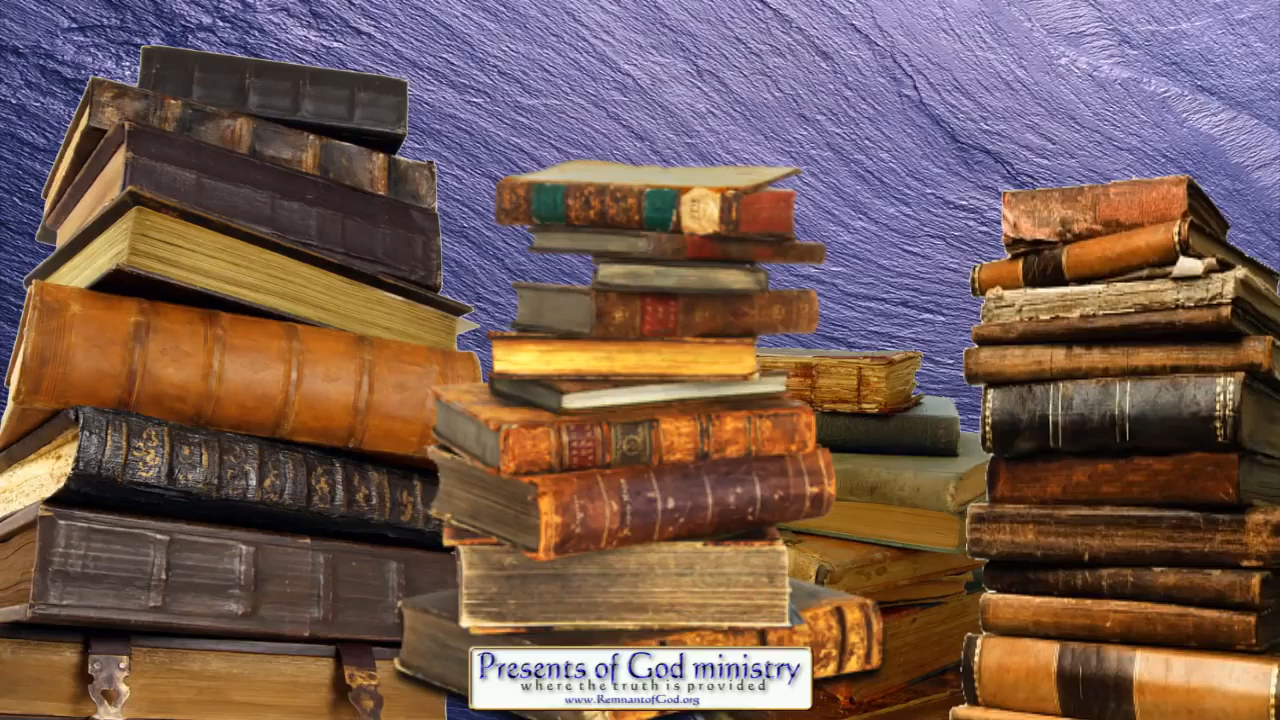 Presents of God ministry
where the truth is provided
www.RemnantofGod.org